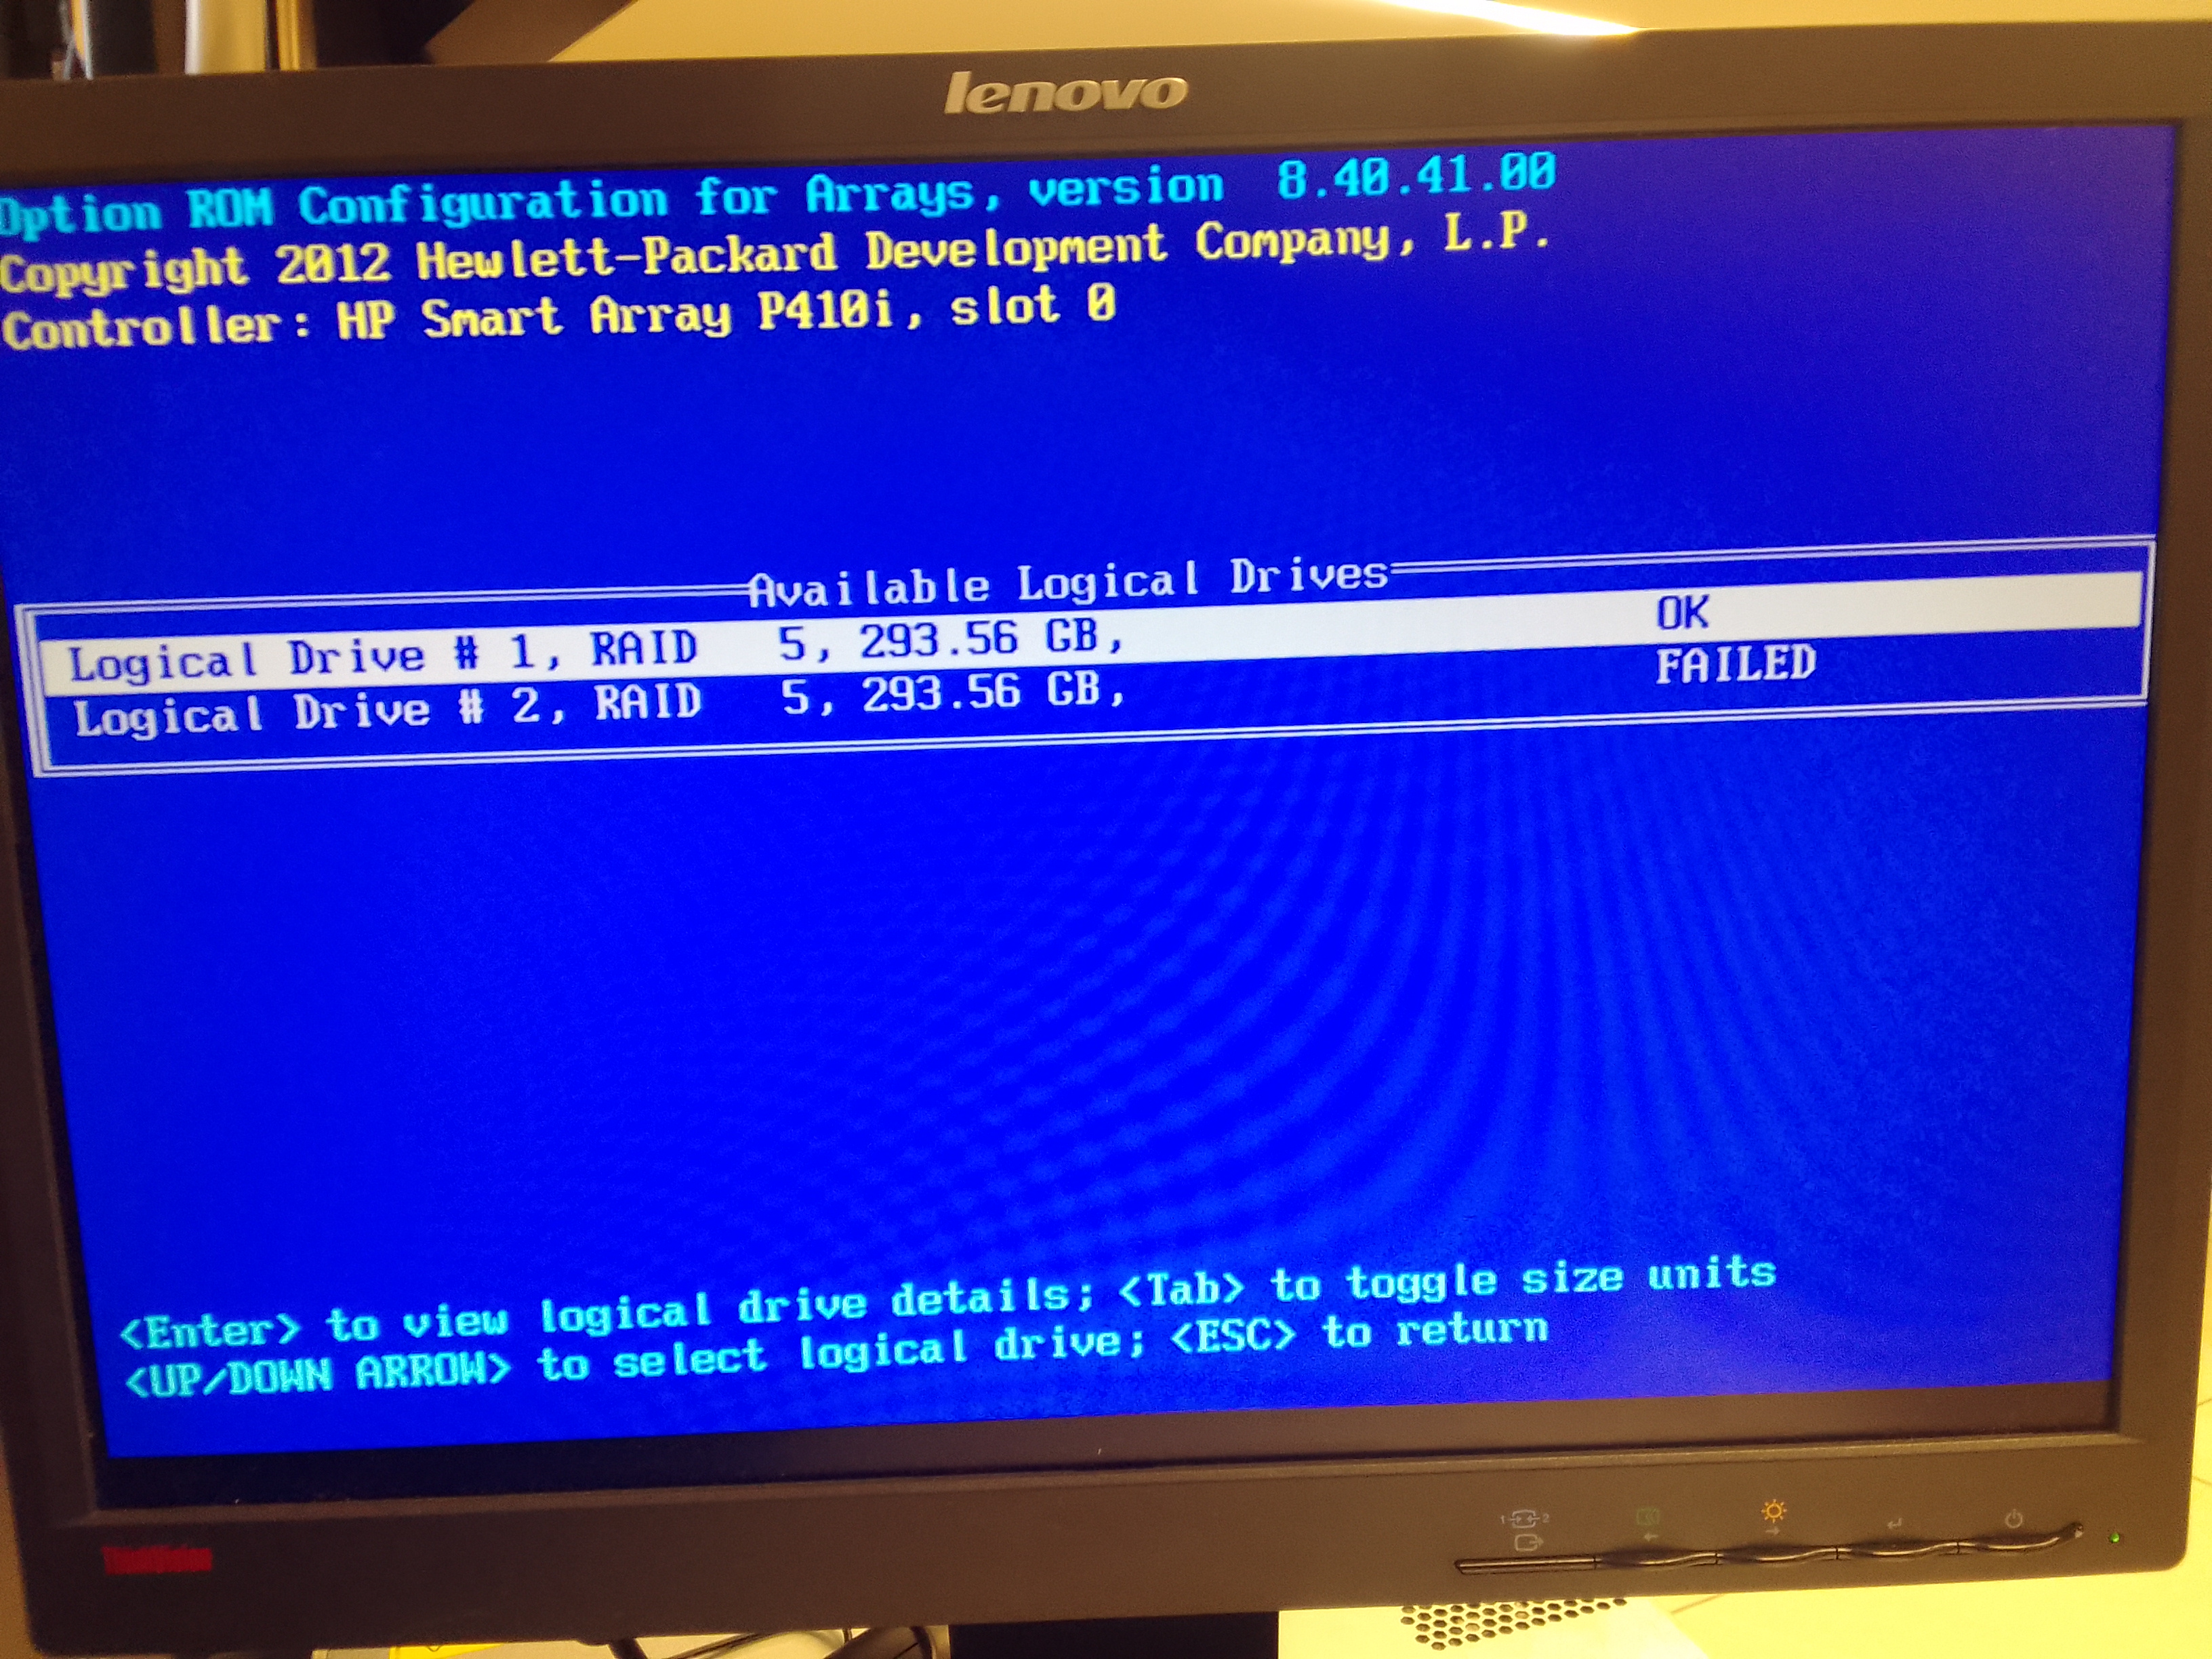 lenovo
Option ROM Configuration for Arrays, version  8.40.41.00
Copyright 2012 Hewlett-Packard Development Company, L.P.
Controller: HP Smart Array P410i, slot 0
Available Logical Drives
Logical Drive # 1, RAID   5, 293.56 GB,   OK
Logical Drive # 2, RAID   5, 293.56 GB,   FAILED
<Enter> to view logical drive details; <Tab> to toggle size units
<UP/DOWN ARROW> to select logical drive; <ESC> to return
1 2
ThinkVision